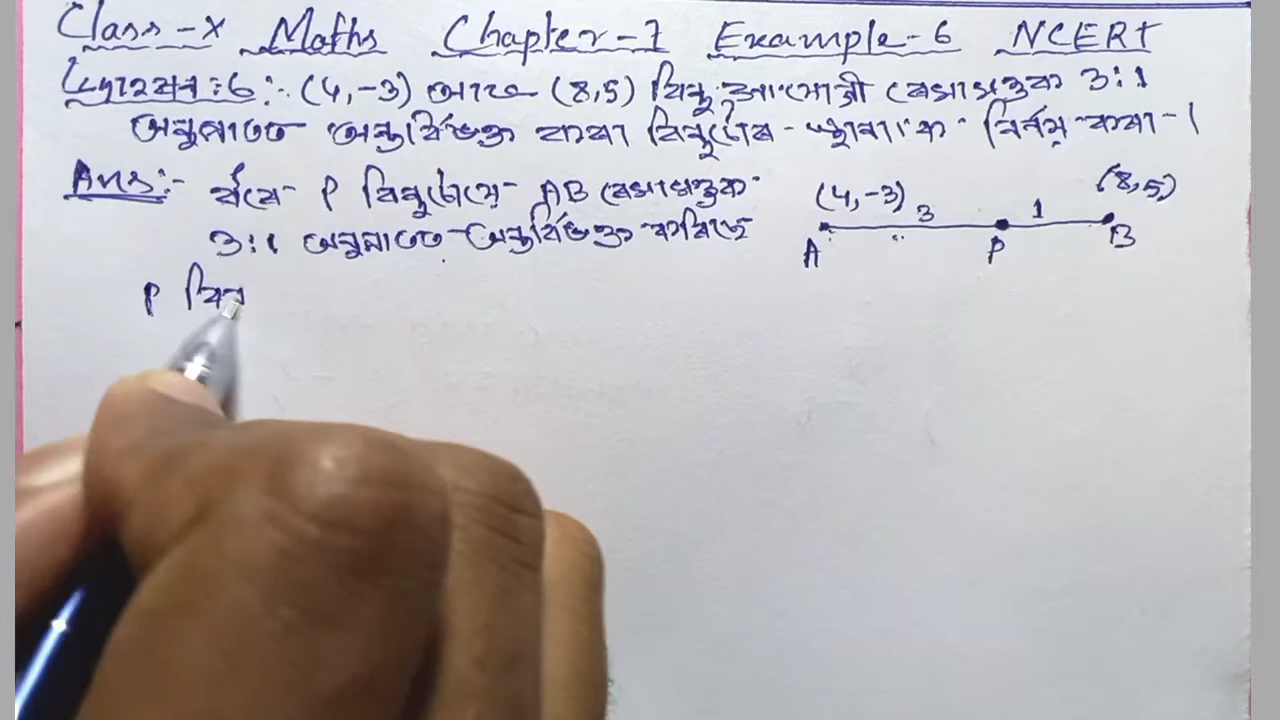 Class-X Maths Chapter-7 Example-6 NCERT
উদাহৰণ:6:- (4,-3) আৰু (8,5) বিন্দু সংযোগী ৰেখাখণ্ডক 3:1
অনুপাতত অন্তৰ্বিভক্ত কৰা বিন্দুটোৰ স্থানাংক নিৰ্ণয় কৰা।
Ans:- ধৰো P বিন্দুটোৱে AB ৰেখাখণ্ডক
(4,-3) 3 1 (8,5)
3:1 অনুপাতত অন্তৰ্বিভক্ত কৰিছে
A P B
P